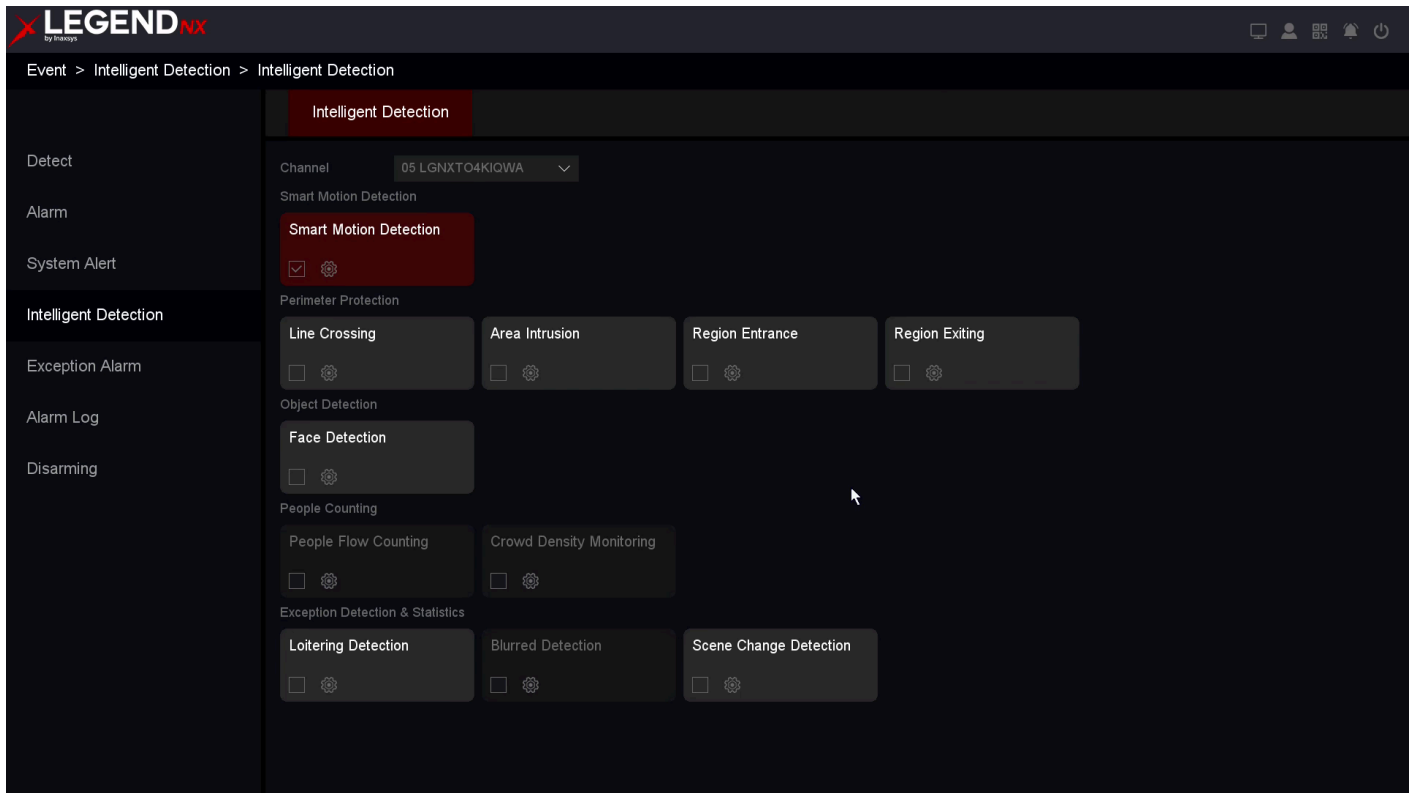 LEGENDNX
by Inaxsys
Event > Intelligent Detection > Intelligent Detection
Intelligent Detection
Detect
Alarm
System Alert
Intelligent Detection
Exception Alarm
Alarm Log
Disarming
Channel 05 LGNXTO4KIQWA
Smart Motion Detection
Smart Motion Detection
Perimeter Protection
Line Crossing Area Intrusion Region Entrance Region Exiting
Object Detection
Face Detection
People Counting
People Flow Counting Crowd Density Monitoring
Exception Detection & Statistics
Loitering Detection Blurred Detection Scene Change Detection